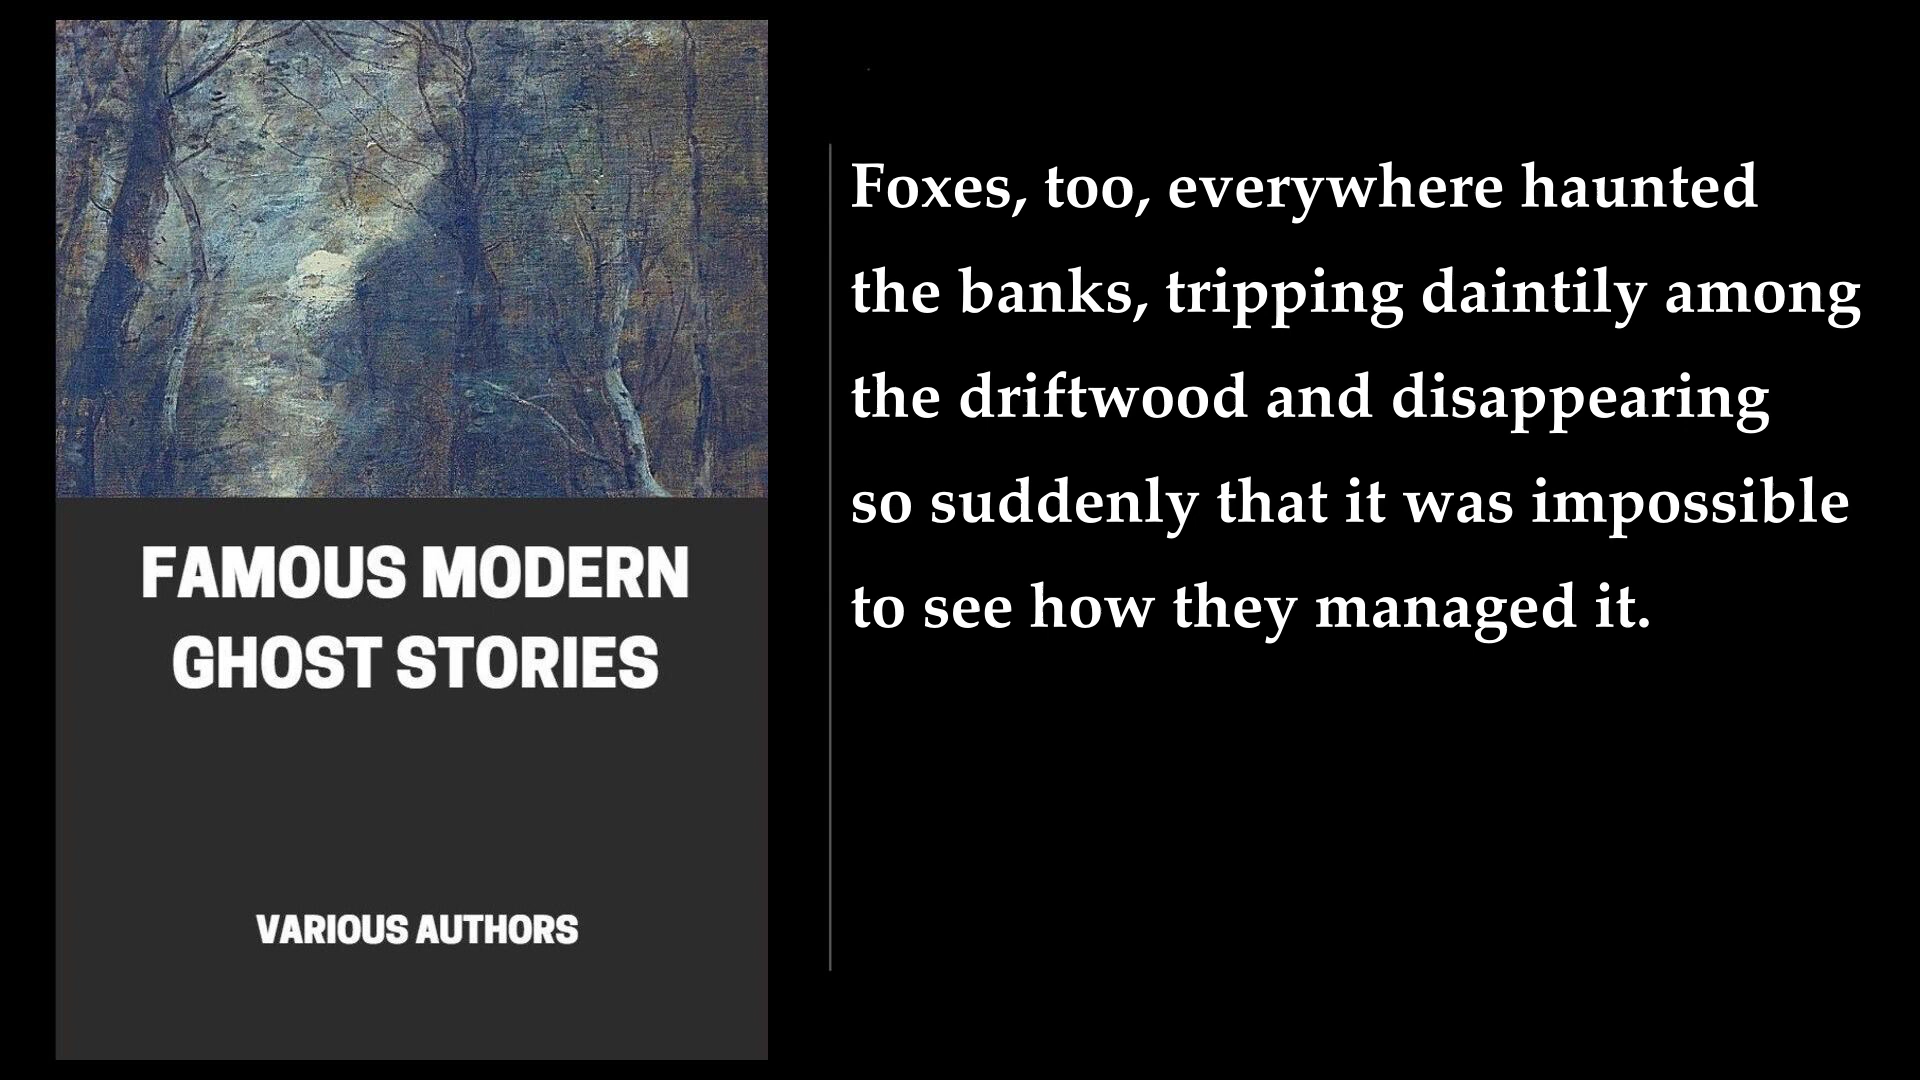 FAMOUS MODERN
GHOST STORIES
VARIOUS AUTHORS
Foxes, too, everywhere haunted
the banks, tripping daintily among
the driftwood and disappearing
so suddenly that it was impossible
to see how they managed it.